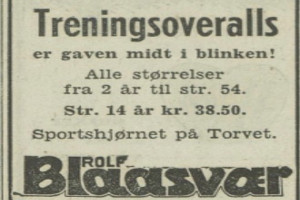 Treningsoveralls
er gaven midt i blinken!
Alle størrelser
fra 2 år til str. 54.
Str. 14 år kr. 38.50.
Sportshjørnet på Torvet.
ROLF
Blaasvær